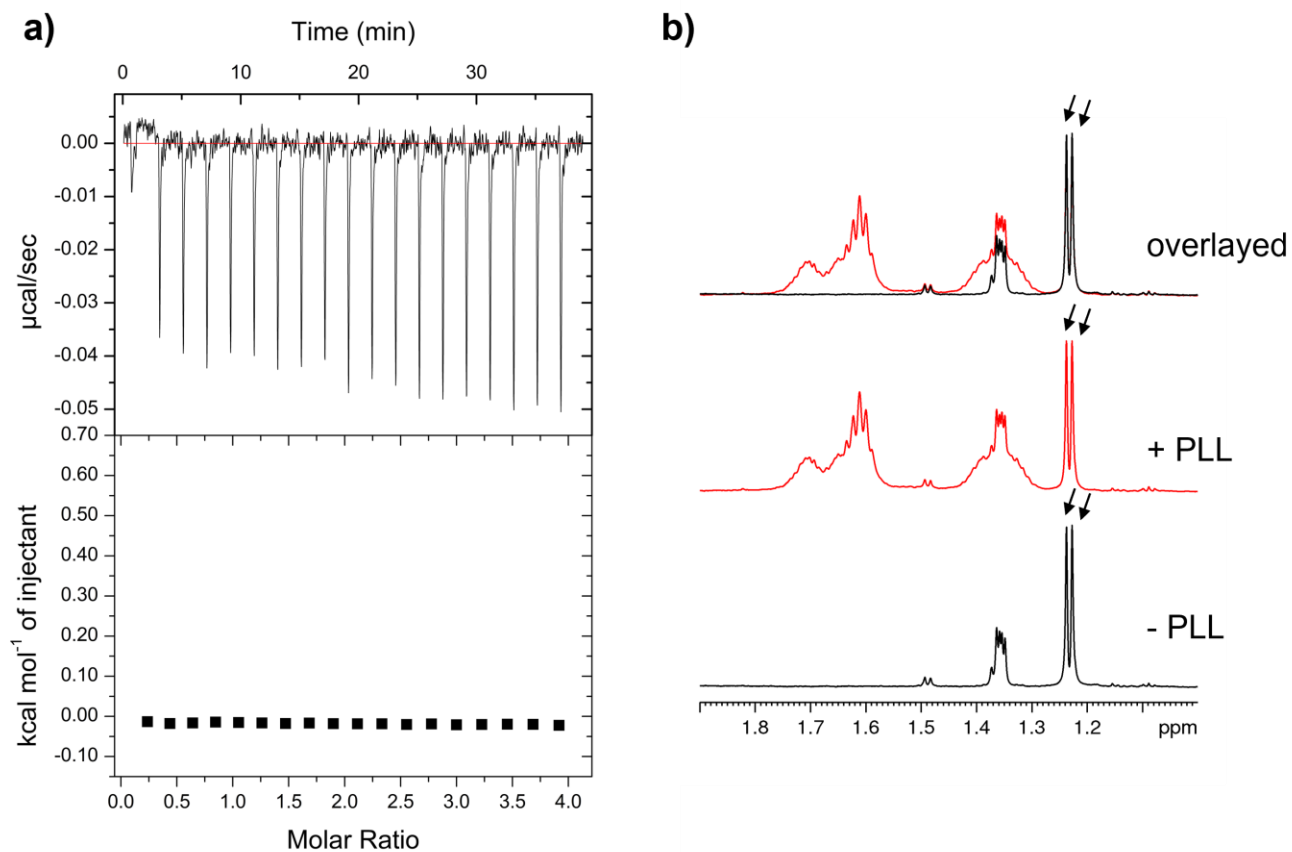 a)
Time (min)
0 10 20 30
0.00
-0.01
-0.02
-0.03
-0.04
-0.05
µcal/sec
0.70
0.60
0.50
0.40
0.30
0.20
0.10
0.00
-0.10
kcal mol⁻¹ of injectant
0.0 0.5 1.0 1.5 2.0 2.5 3.0 3.5 4.0
Molar Ratio
b)
overlayed
+ PLL
- PLL
1.8 1.7 1.6 1.5 1.4 1.3 1.2 ppm